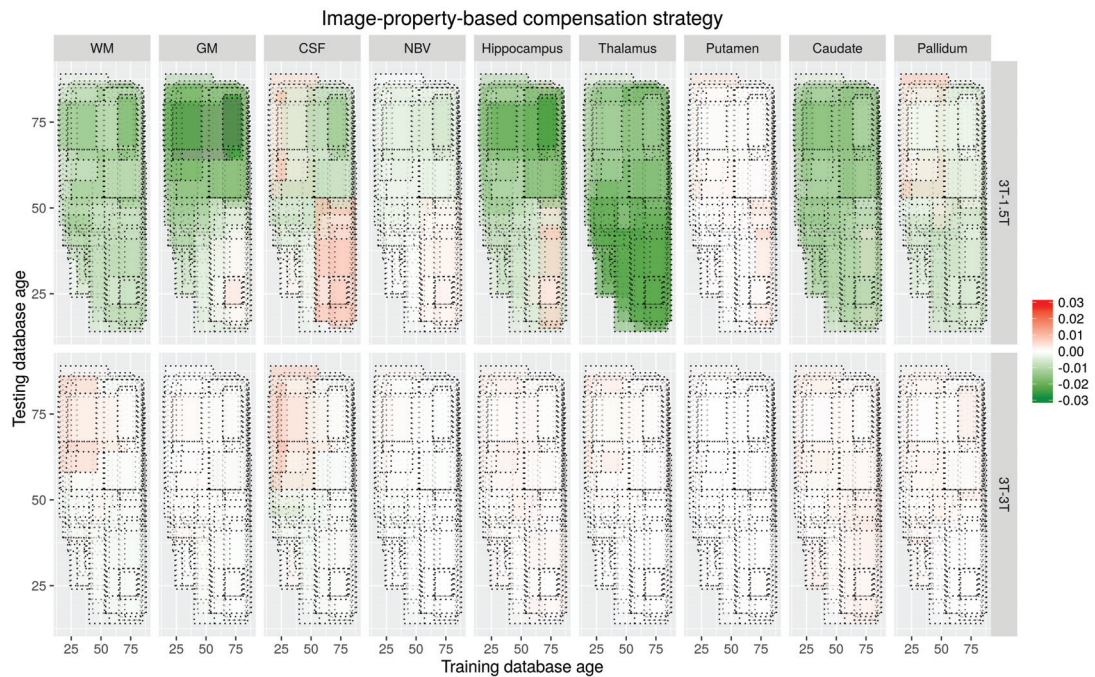 Image-property-based compensation strategy
WM GM CSF NBV Hippocampus Thalamus Putamen Caudate Pallidum
75
50
25
3T-1.5T
75
50
25
3T-3T
25 50 75 25 50 75 25 50 75 25 50 75 25 50 75 25 50 75 25 50 75 25 50 75 25 50 75
Training database age
Testing database age
0.03
0.02
0.01
0.00
-0.01
-0.02
-0.03